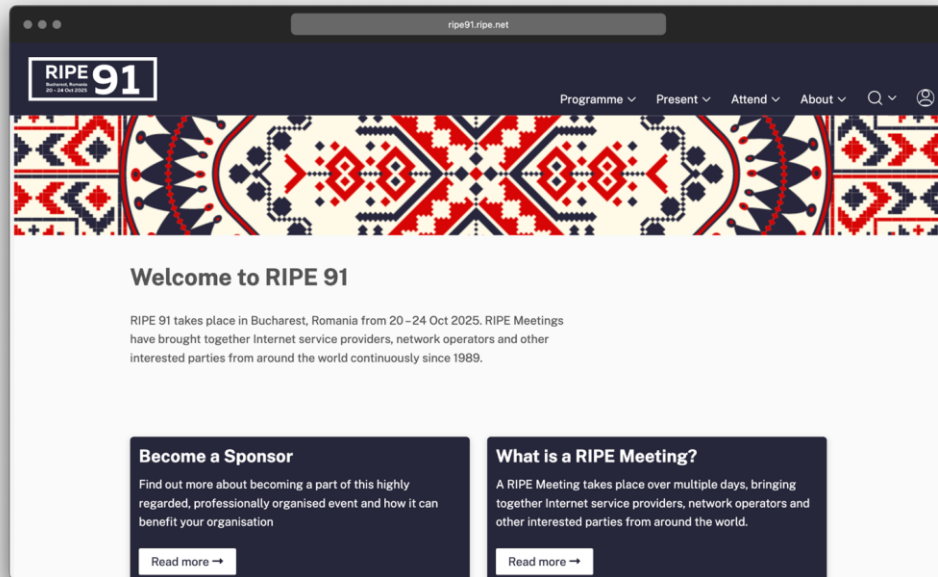 ripe91.ripe.net
RIPE 91
Bucharest, Romania
20 – 24 Oct 2025
Programme Present Attend About
Welcome to RIPE 91
RIPE 91 takes place in Bucharest, Romania from 20 – 24 Oct 2025. RIPE Meetings
have brought together Internet service providers, network operators and other
interested parties from around the world continuously since 1989.
Become a Sponsor
Find out more about becoming a part of this highly
regarded, professionally organised event and how it can
benefit your organisation
Read more →
What is a RIPE Meeting?
A RIPE Meeting takes place over multiple days, bringing
together Internet service providers, network operators and
other interested parties from around the world.
Read more →